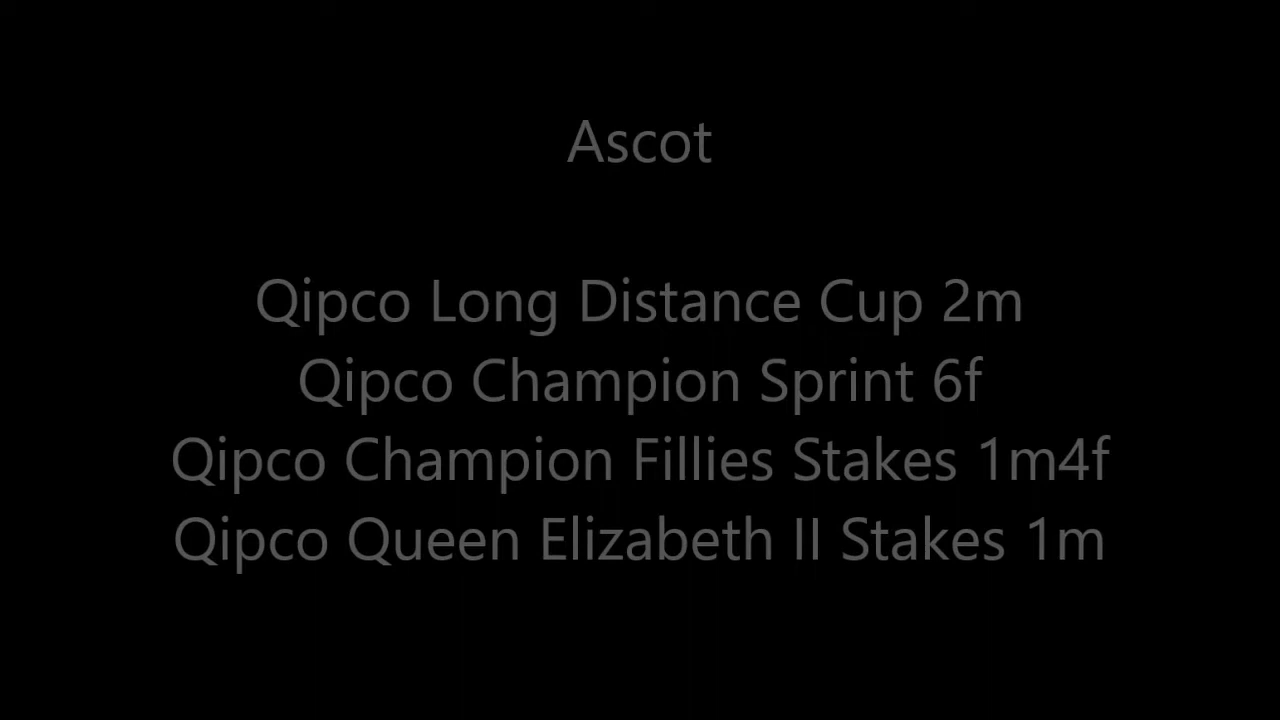 Ascot
Qipco Long Distance Cup 2m
Qipco Champion Sprint 6f
Qipco Champion Fillies Stakes 1m4f
Qipco Queen Elizabeth II Stakes 1m